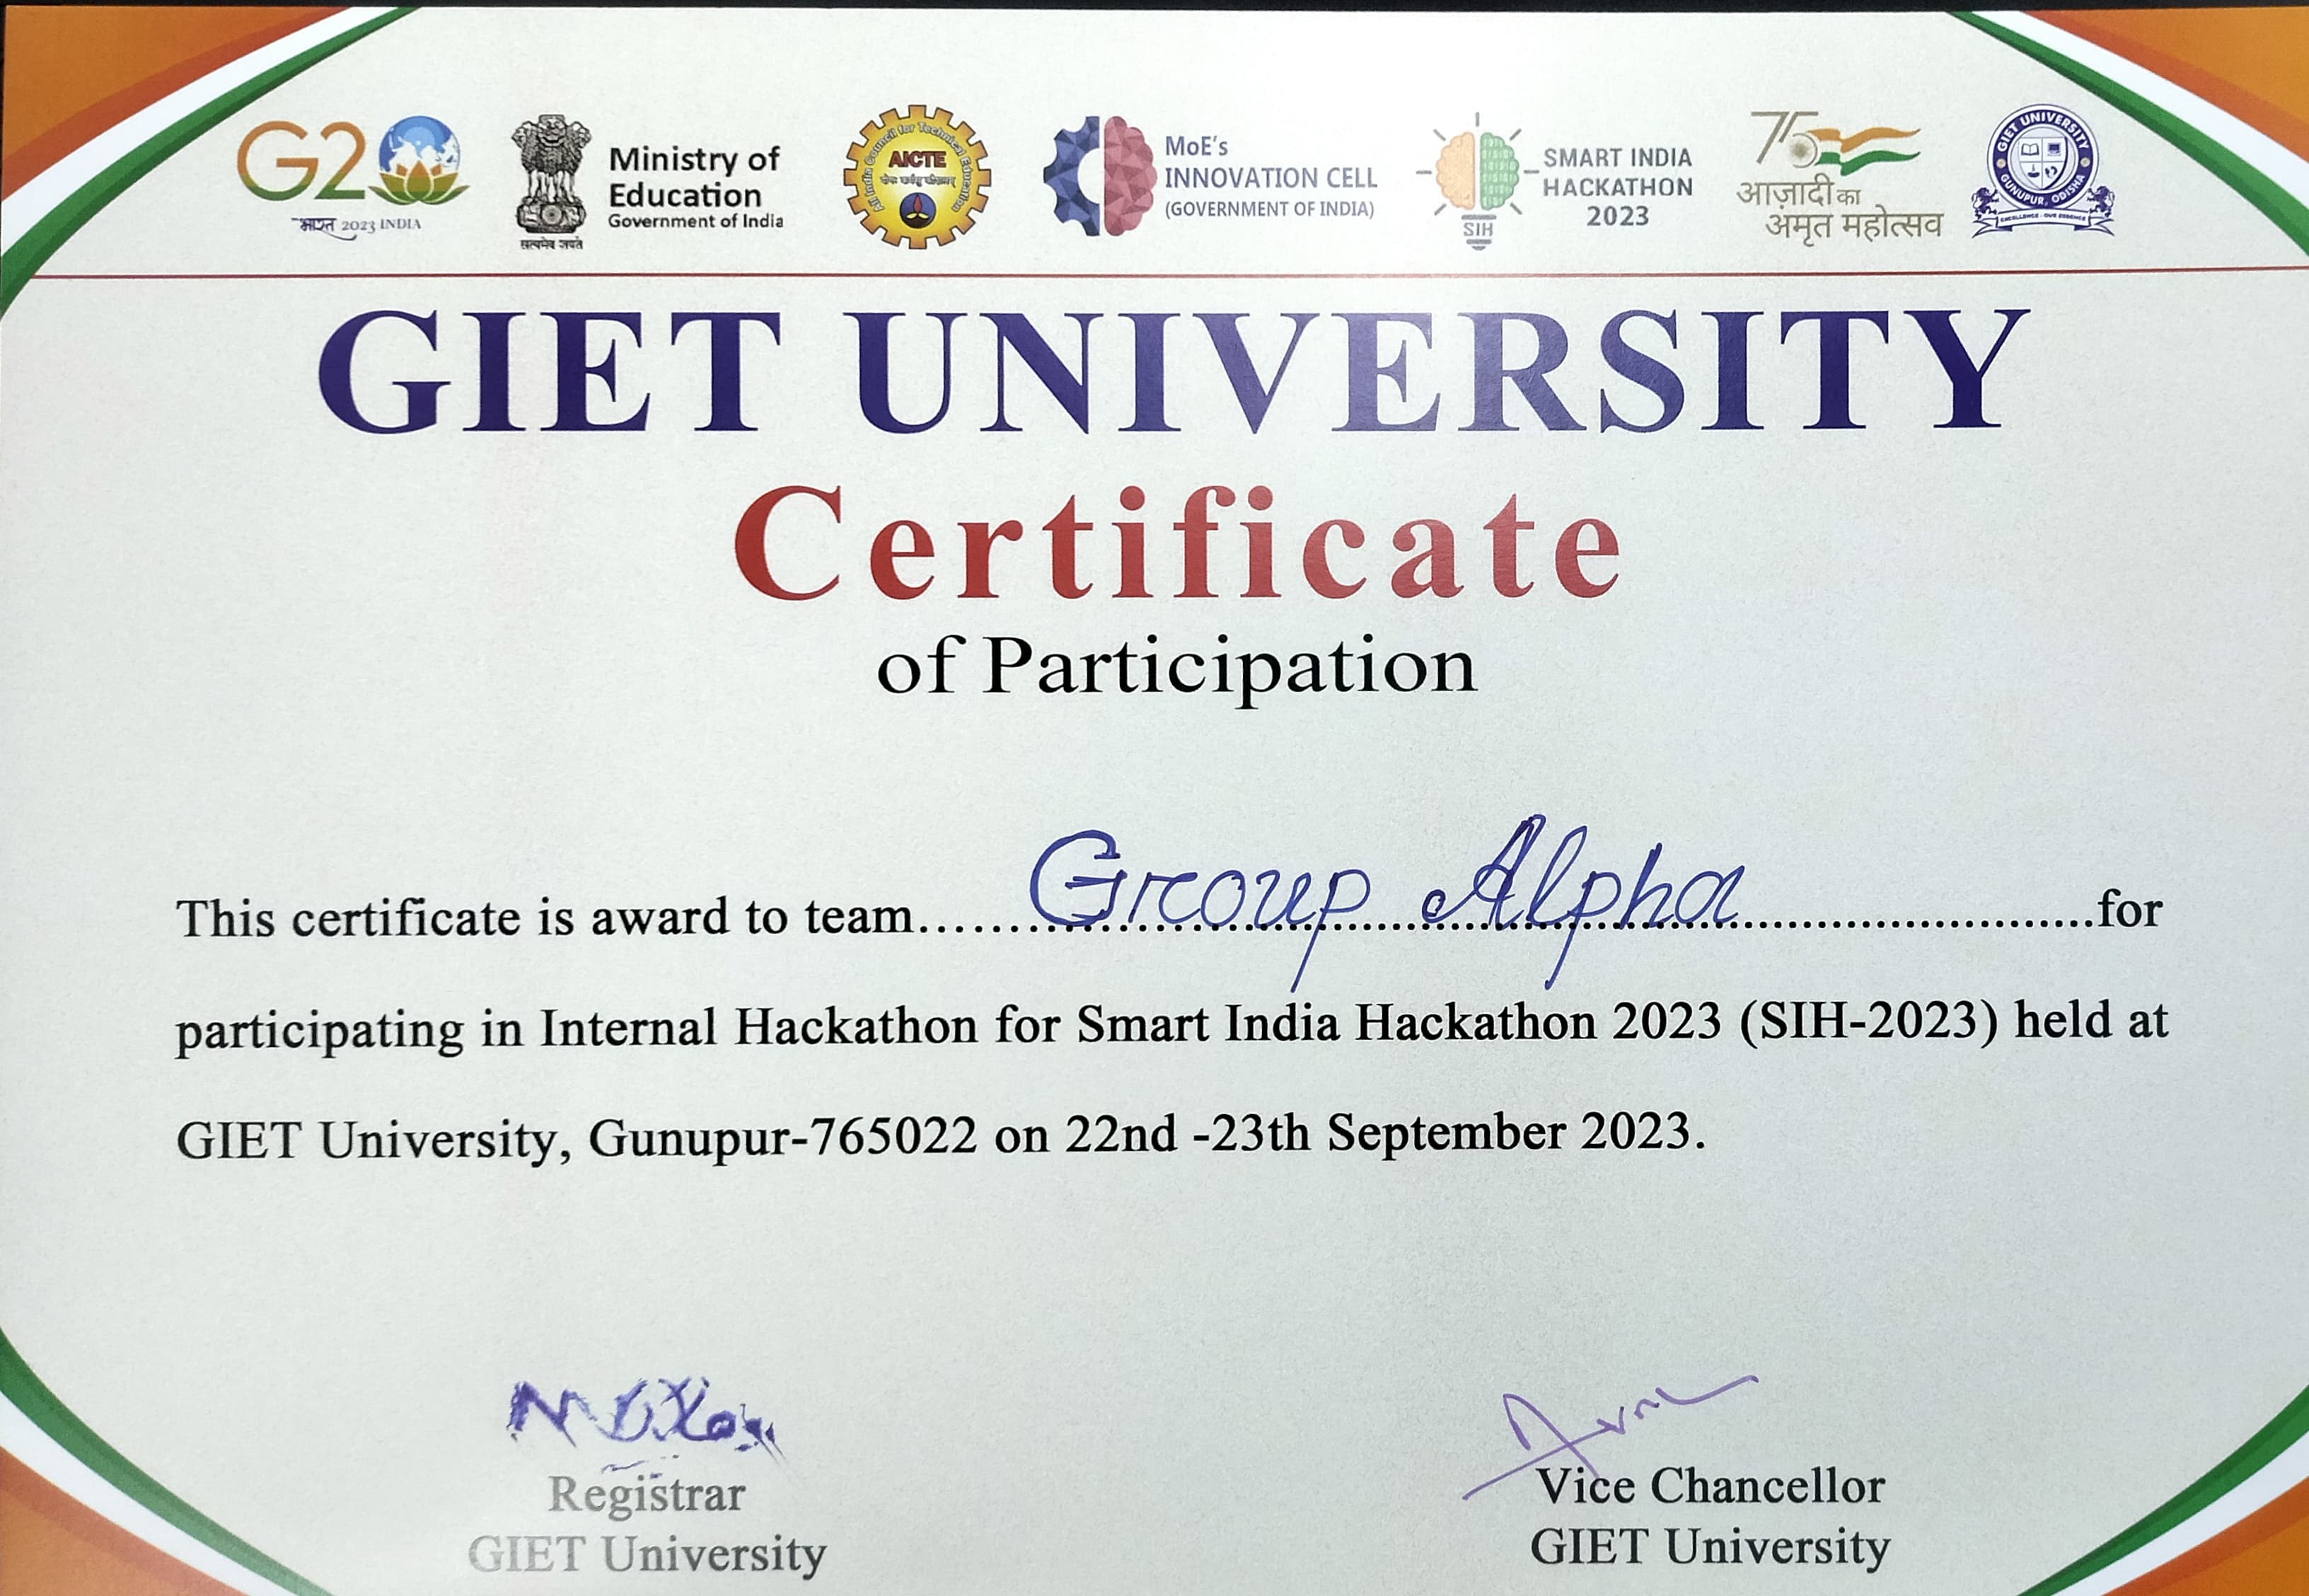 G20
भारत 2023 INDIA
सत्यमेव जयते
Ministry of
Education
Government of India
All India Council for Technical Education
AICTE
MoE's
INNOVATION CELL
(GOVERNMENT OF INDIA)
SIH
SMART INDIA
HACKATHON
2023
75
आज़ादी का
अमृत महोत्सव
GIET UNIVERSITY
GUNUPUR, ODISHA
EXCELLENCE - OUR ESSENCE
GIET UNIVERSITY
Certificate
of Participation
This certificate is award to team......Group Alpha......for
participating in Internal Hackathon for Smart India Hackathon 2023 (SIH-2023) held at
GIET University, Gunupur-765022 on 22nd -23th September 2023.
Registrar
GIET University
Vice Chancellor
GIET University